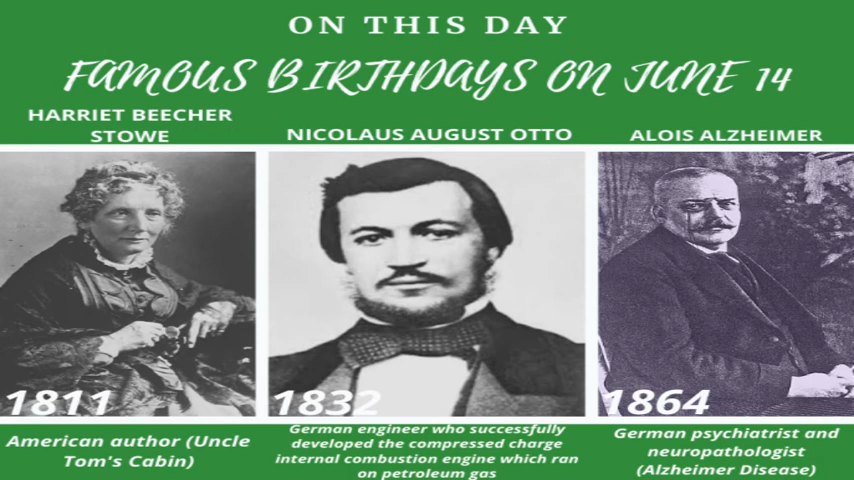 ON THIS DAY
FAMOUS BIRTHDAYS ON JUNE 14
HARRIET BEECHER
STOWE
NICOLAUS AUGUST OTTO
ALOIS ALZHEIMER
1811
1832
1864
American author (Uncle
Tom's Cabin)
German engineer who successfully
developed the compressed charge
internal combustion engine which ran
on petroleum gas
German psychiatrist and
neuropathologist
(Alzheimer Disease)